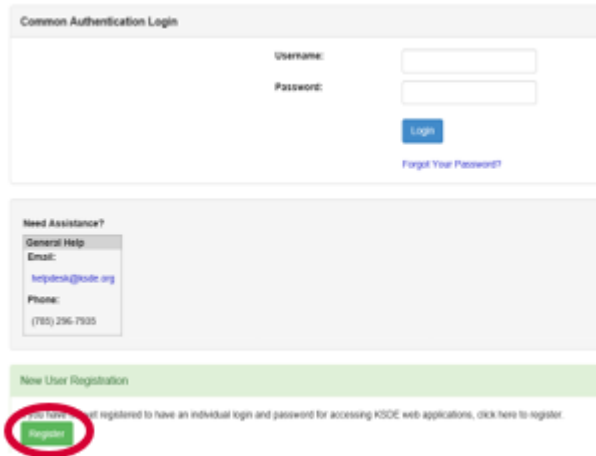 Common Authentication Login
Username:
Password:
Login
Forgot Your Password?
Need Assistance?
General Help
Email:
helpdesk@ksde.org
Phone:
(785) 296-7935
New User Registration
you have registered to have an individual login and password for accessing KSDE web applications, click here to register.
Register